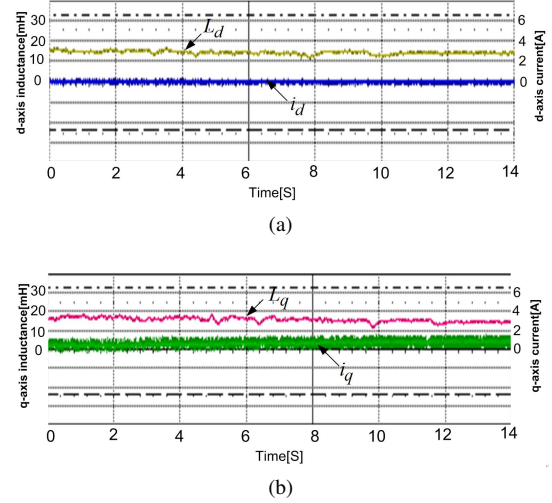 d-axis inductance[mH]
30
20
10
0
L_d
i_d
6
4
2
0
d-axis current[A]
0 2 4 6 8 10 12 14
Time[S]
(a)
q-axis inductance[mH]
30
20
10
0
L_q
i_q
6
4
2
0
q-axis current[A]
0 2 4 6 8 10 12 14
Time[S]
(b)